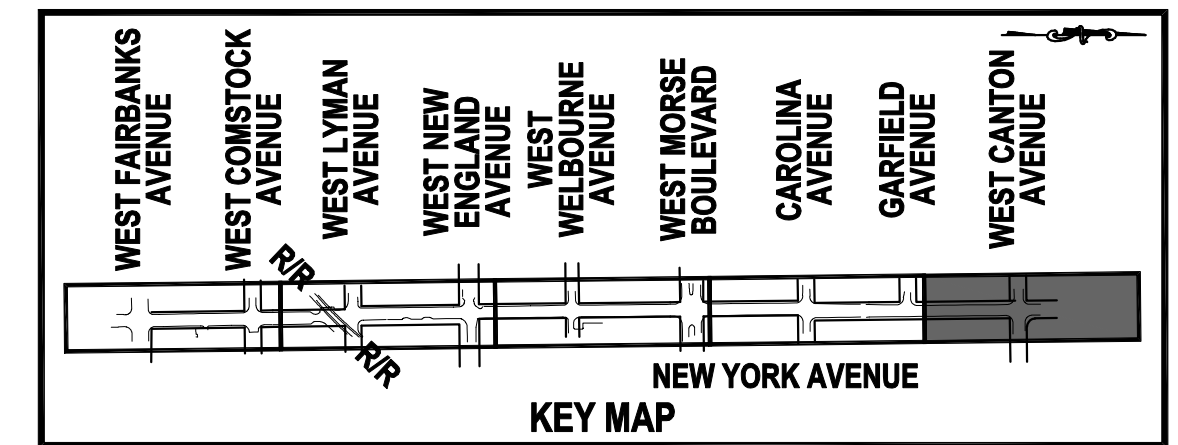 WEST FAIRBANKS
AVENUE
WEST COMSTOCK
AVENUE
WEST LYMAN
AVENUE
WEST NEW
ENGLAND
AVENUE
WEST
WELBOURNE
AVENUE
WEST MORSE
BOULEVARD
CAROLINA
AVENUE
GARFIELD
AVENUE
WEST CANTON
AVENUE
R/R
R/R
NEW YORK AVENUE
KEY MAP